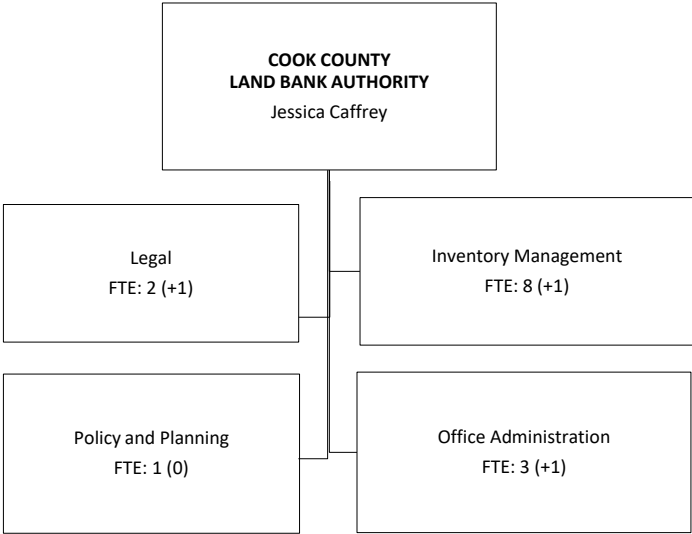 COOK COUNTY
LAND BANK AUTHORITY
Jessica Caffrey
Legal
FTE: 2 (+1)
Inventory Management
FTE: 8 (+1)
Policy and Planning
FTE: 1 (0)
Office Administration
FTE: 3 (+1)